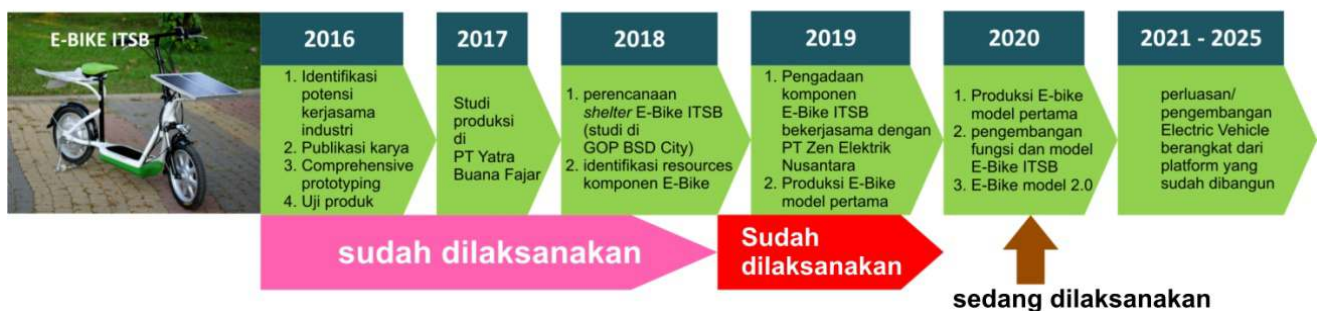 E-BIKE ITSB
2016
1. Identifikasi
potensi
kerjasama
industri
2. Publikasi karya
3. Comprehensive
prototyping
4. Uji produk
2017
Studi
produksi
di
PT Yatra
Buana Fajar
2018
1. perencanaan
shelter E-Bike ITSB
(studi di
GOP BSD City)
2. identifikasi resources
komponen E-Bike
2019
1. Pengadaan
komponen
E-Bike ITSB
bekerjasama dengan
PT Zen Elektrik
Nusantara
2. Produksi E-Bike
model pertama
2020
1. Produksi E-bike
model pertama
2. pengembangan
fungsi dan model
E-Bike ITSB
3. E-Bike model 2.0
2021 - 2025
perluasan/
pengembangan
Electric Vehicle
berangkat dari
platform yang
sudah dibangun
sudah dilaksanakan
Sudah
dilaksanakan
sedang dilaksanakan